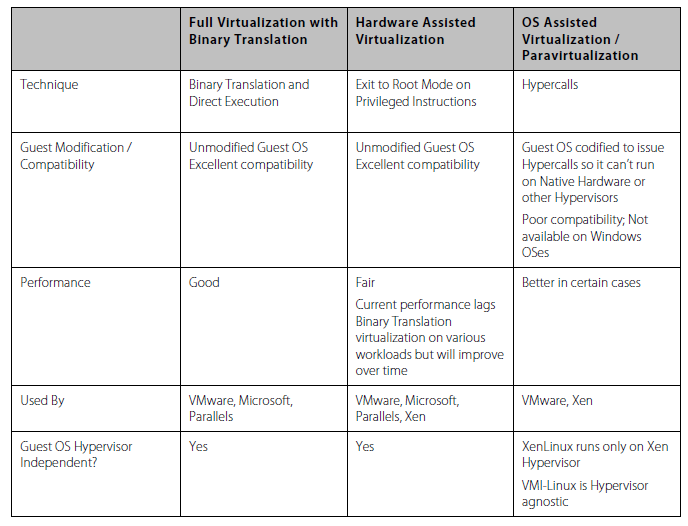 Full Virtualization with
Binary Translation
Hardware Assisted
Virtualization
OS Assisted
Virtualization /
Paravirtualization
Technique
Binary Translation and
Direct Execution
Exit to Root Mode on
Privileged Instructions
Hypercalls
Guest Modification /
Compatibility
Unmodified Guest OS
Excellent compatibility
Unmodified Guest OS
Excellent compatibility
Guest OS codified to issue
Hypercalls so it can't run
on Native Hardware or
other Hypervisors
Poor compatibility; Not
available on Windows
OSes
Performance
Good
Fair
Current performance lags
Binary Translation
virtualization on various
workloads but will improve
over time
Better in certain cases
Used By
VMware, Microsoft,
Parallels
VMware, Microsoft,
Parallels, Xen
VMware, Xen
Guest OS Hypervisor
Independent?
Yes
Yes
XenLinux runs only on Xen
Hypervisor
VMI-Linux is Hypervisor
agnostic